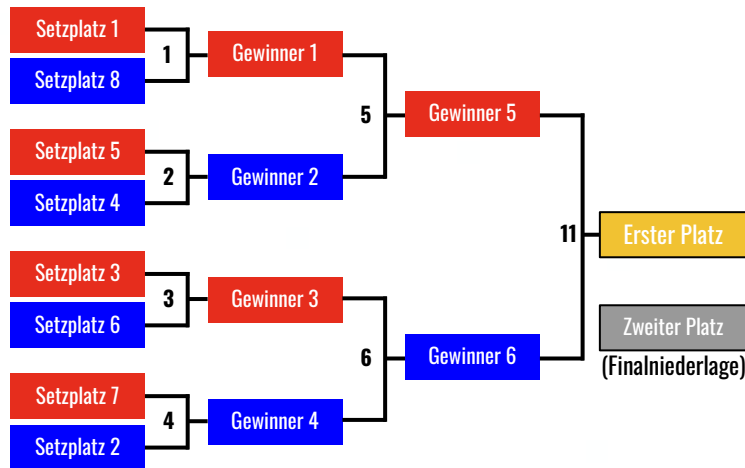 Setzplatz 1
1
Setzplatz 8
Gewinner 1
Setzplatz 5
2
Setzplatz 4
Gewinner 2
5
Gewinner 5
Setzplatz 3
3
Setzplatz 6
Gewinner 3
Setzplatz 7
4
Setzplatz 2
Gewinner 4
6
Gewinner 6
11
Erster Platz
Zweiter Platz
(Finalniederlage)